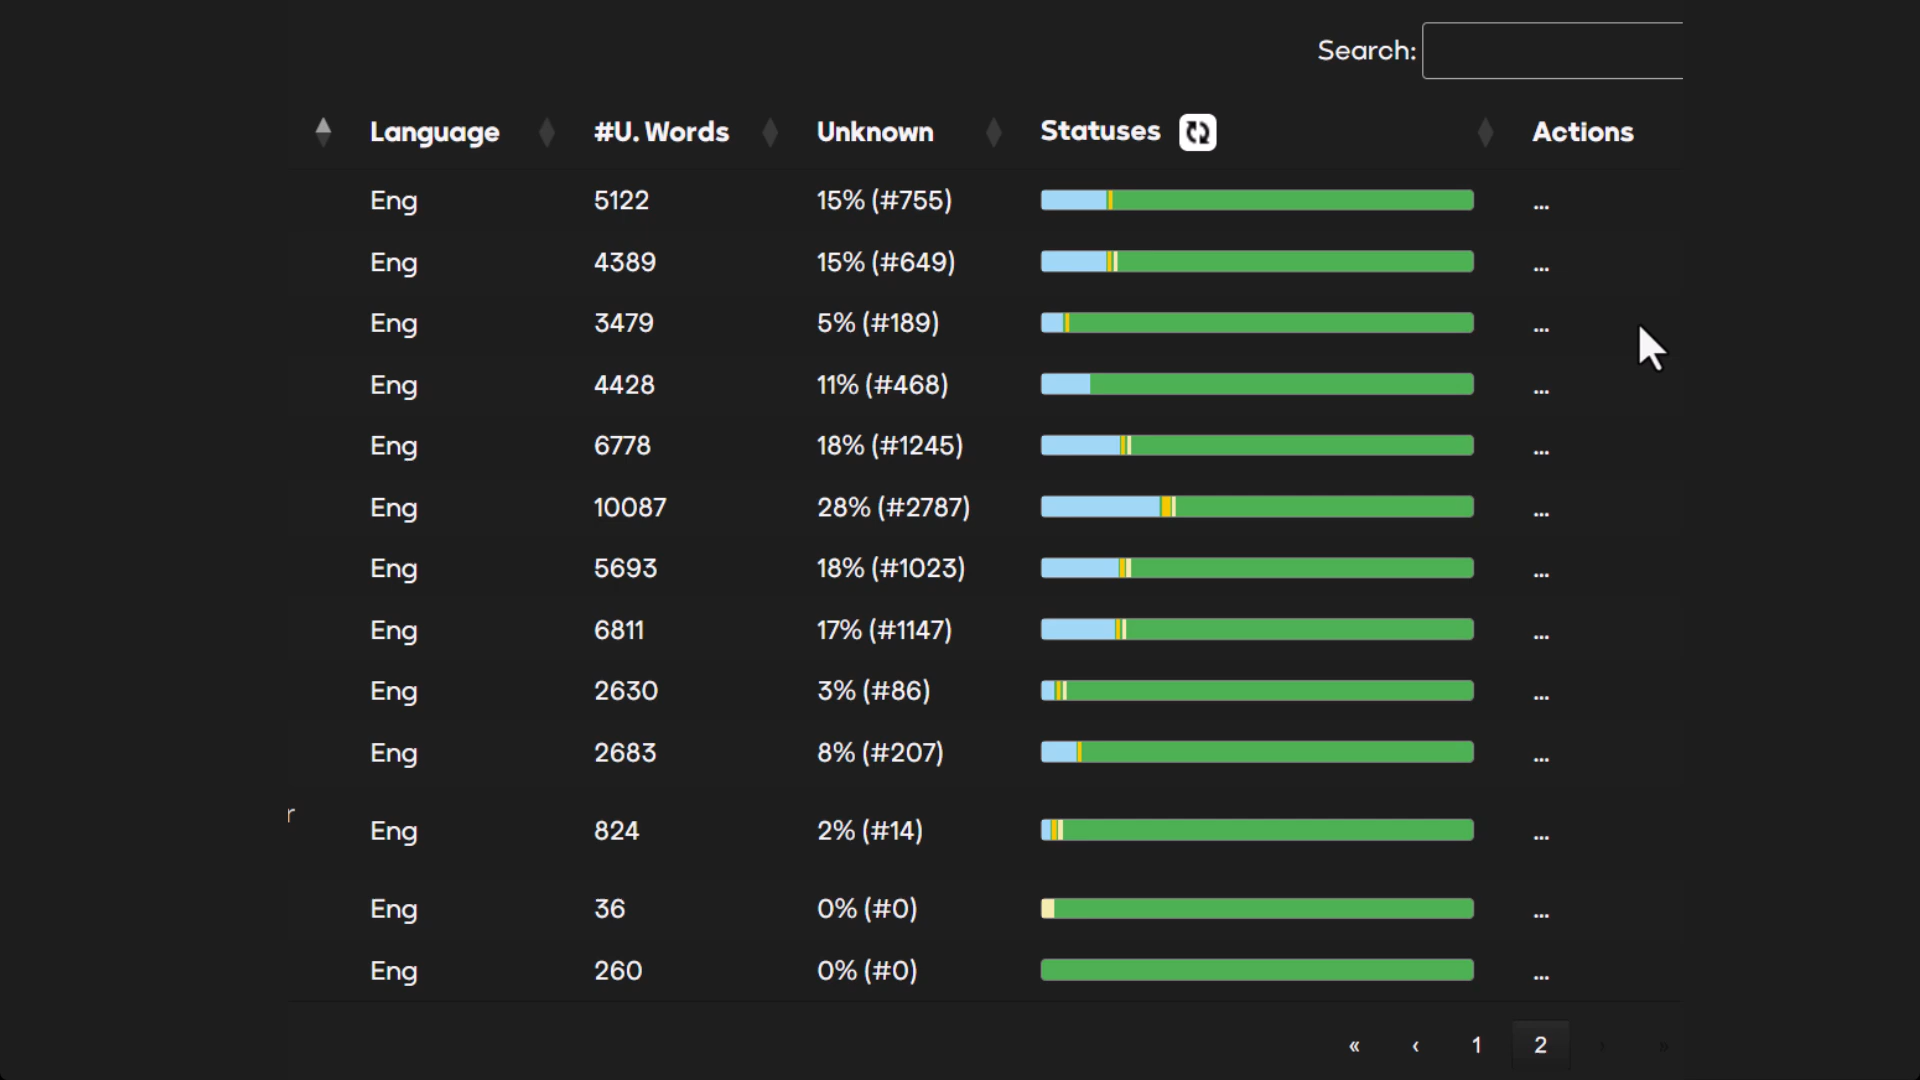 Search:
Language #U. Words Unknown Statuses Actions
Eng 5122 15% (#755) ...
Eng 4389 15% (#649) ...
Eng 3479 5% (#189) ...
Eng 4428 11% (#468) ...
Eng 6778 18% (#1245) ...
Eng 10087 28% (#2787) ...
Eng 5693 18% (#1023) ...
Eng 6811 17% (#1147) ...
Eng 2630 3% (#86) ...
Eng 2683 8% (#207) ...
r
Eng 824 2% (#14) ...
Eng 36 0% (#0) ...
Eng 260 0% (#0) ...
« ‹ 1 2 › »